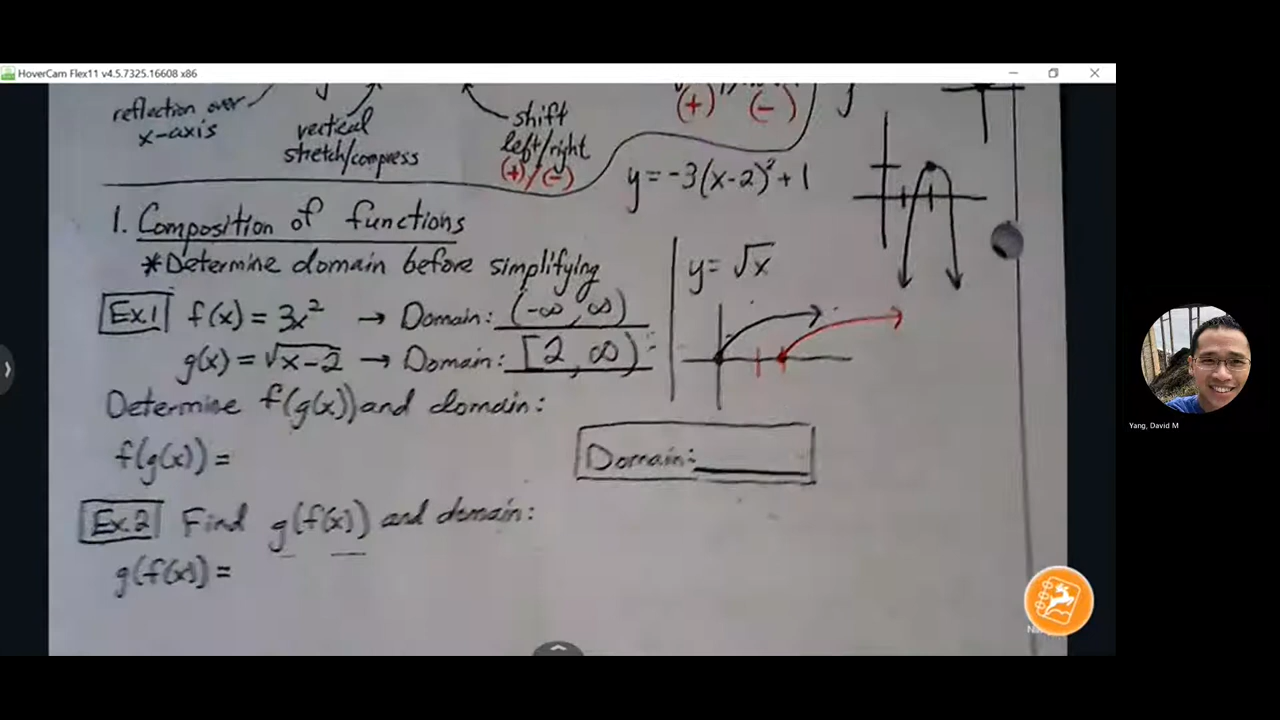 HoverCam Flex11 v4.5.7325.16608 x86
reflection over
x-axis
vertical
stretch/compress
shift
left/right
(+)/(-)
(+) (-)
y = -3(x-2)² + 1
1. Composition of functions
*Determine domain before simplifying
Ex.1 f(x) = 3x² → Domain: (-∞, ∞)
g(x) = √x-2 → Domain: [2, ∞)
y = √x
Determine f(g(x)) and domain:
f(g(x)) =
Domain:
Ex.2 Find g(f(x)) and domain:
g(f(x)) =
Yang, David M